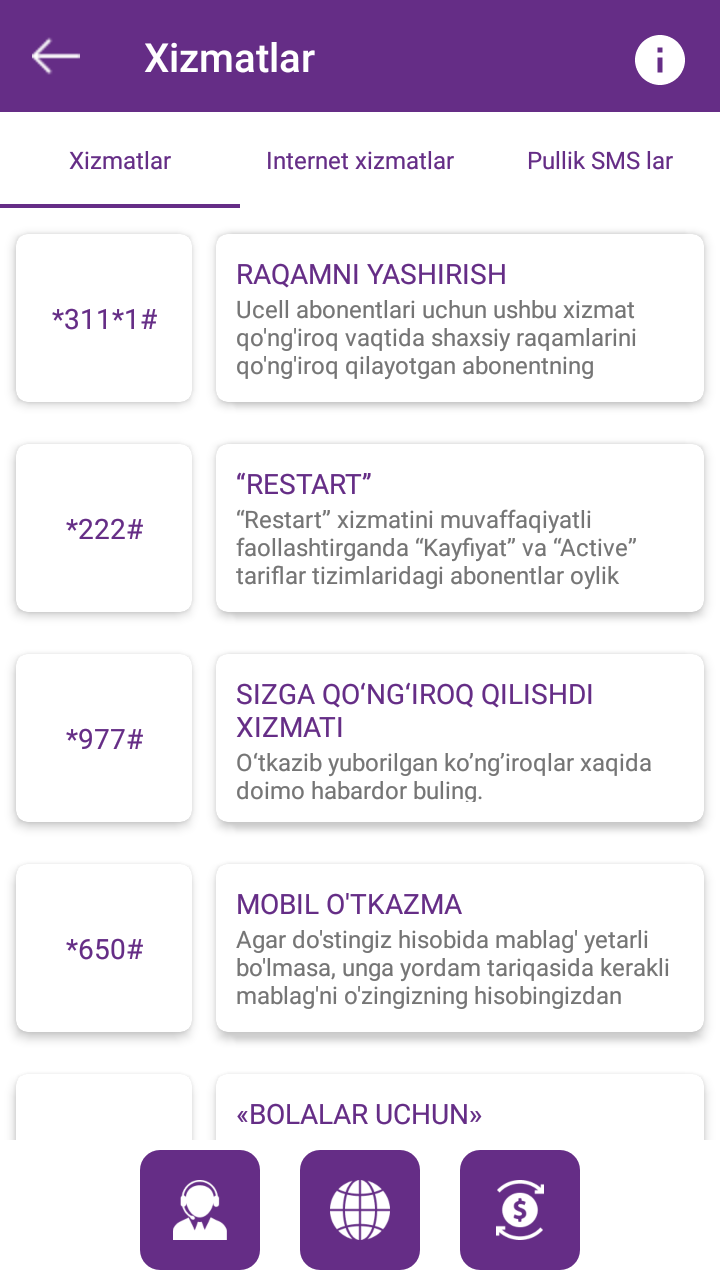 Xizmatlar
Xizmatlar
Internet xizmatlar
Pullik SMS lar
*311*1#
RAQAMNI YASHIRISH
Ucell abonentlari uchun ushbu xizmat
qo'ng'iroq vaqtida shaxsiy raqamlarini
qo'ng'iroq qilayotgan abonentning
*222#
“RESTART”
“Restart” xizmatini muvaffaqiyatli
faollashtirganda “Kayfiyat” va “Active”
tariflar tizimlaridagi abonentlar oylik
*977#
SIZGA QO‘NG‘IROQ QILISHDI
XIZMATI
O‘tkazib yuborilgan ko’ng’iroqlar xaqida
doimo habardor buling.
*650#
MOBIL O'TKAZMA
Agar do'stingiz hisobida mablag' yetarli
bo'lmasa, unga yordam tariqasida kerakli
mablag'ni o'zingizning hisobingizdan
«BOLALAR UCHUN»